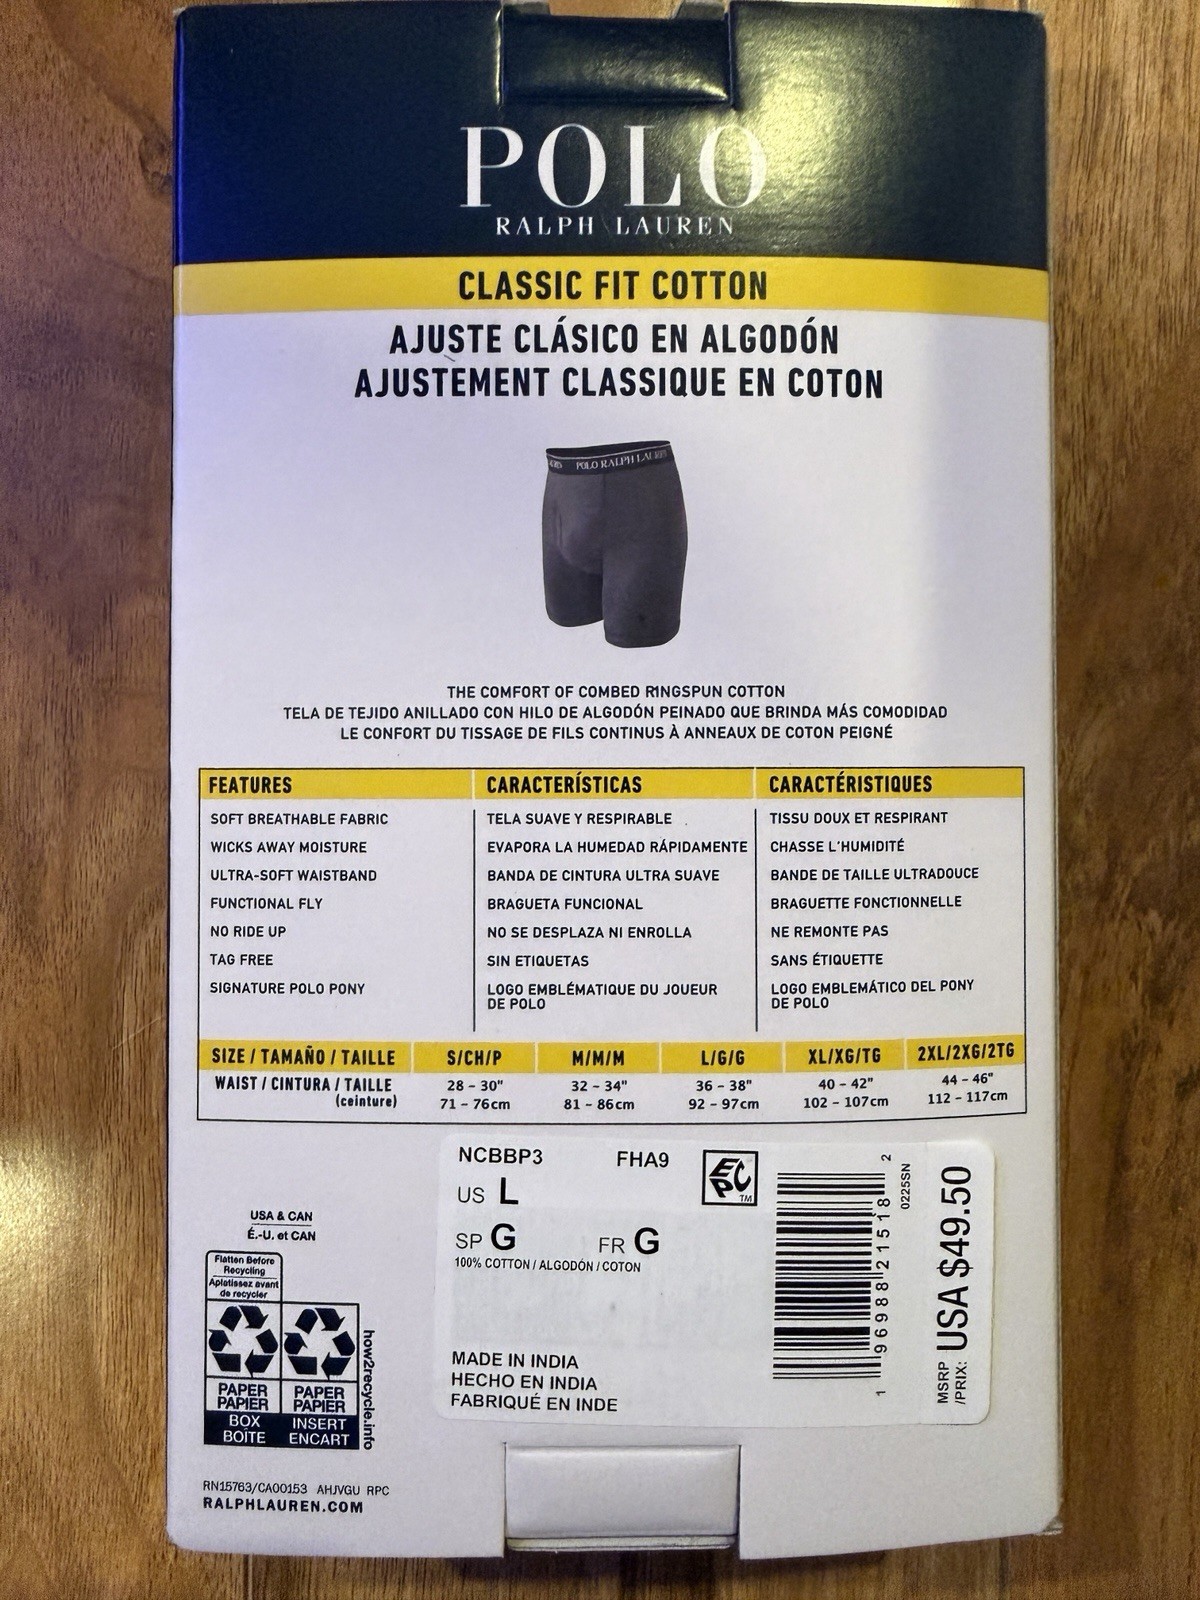 POLO
RALPH LAUREN
CLASSIC FIT COTTON
AJUSTE CLÁSICO EN ALGODÓN
AJUSTEMENT CLASSIQUE EN COTON
POLO RALPH LAUREN
THE COMFORT OF COMBED RINGSPUN COTTON
TELA DE TEJIDO ANILLADO CON HILO DE ALGODÓN PEINADO QUE BRINDA MÁS COMODIDAD
LE CONFORT DU TISSAGE DE FILS CONTINUS À ANNEAUX DE COTON PEIGNÉ
FEATURES
SOFT BREATHABLE FABRIC
WICKS AWAY MOISTURE
ULTRA-SOFT WAISTBAND
FUNCTIONAL FLY
NO RIDE UP
TAG FREE
SIGNATURE POLO PONY
CARACTERÍSTICAS
TELA SUAVE Y RESPIRABLE
EVAPORA LA HUMEDAD RÁPIDAMENTE
BANDA DE CINTURA ULTRA SUAVE
BRAGUETA FUNCIONAL
NO SE DESPLAZA NI ENROLLA
SIN ETIQUETAS
LOGO EMBLÉMATIQUE DU JOUEUR
DE POLO
CARACTÉRISTIQUES
TISSU DOUX ET RESPIRANT
CHASSE L'HUMIDITÉ
BANDE DE TAILLE ULTRADOUCE
BRAGUETTE FONCTIONNELLE
NE REMONTE PAS
SANS ÉTIQUETTE
LOGO EMBLEMÁTICO DEL PONY
DE POLO
SIZE / TAMAÑO / TAILLE S/CH/P M/M/M L/G/G XL/XG/TG 2XL/2XG/2TG
WAIST / CINTURA / TAILLE 28 – 30" 32 – 34" 36 – 38" 40 – 42" 44 – 46"
(ceinture) 71 – 76cm 81 – 86cm 92 – 97cm 102 – 107cm 112 – 117cm
NCBBP3 FHA9
US L
SP G FR G
100% COTTON / ALGODÓN / COTON
MADE IN INDIA
HECHO EN INDIA
FABRIQUÉ EN INDE
EPC TM
1 96988 21518 2
0225SN
MSRP
/PRIX: USA $49.50
USA & CAN
É.-U. et CAN
Flatten Before
Recycling
Aplatissez avant
de recycler
PAPER
PAPIER
BOX
BOÎTE
PAPER
PAPIER
INSERT
ENCART
how2recycle.info
RN15763/CA00153 AHJVGU RPC
RALPHLAUREN.COM